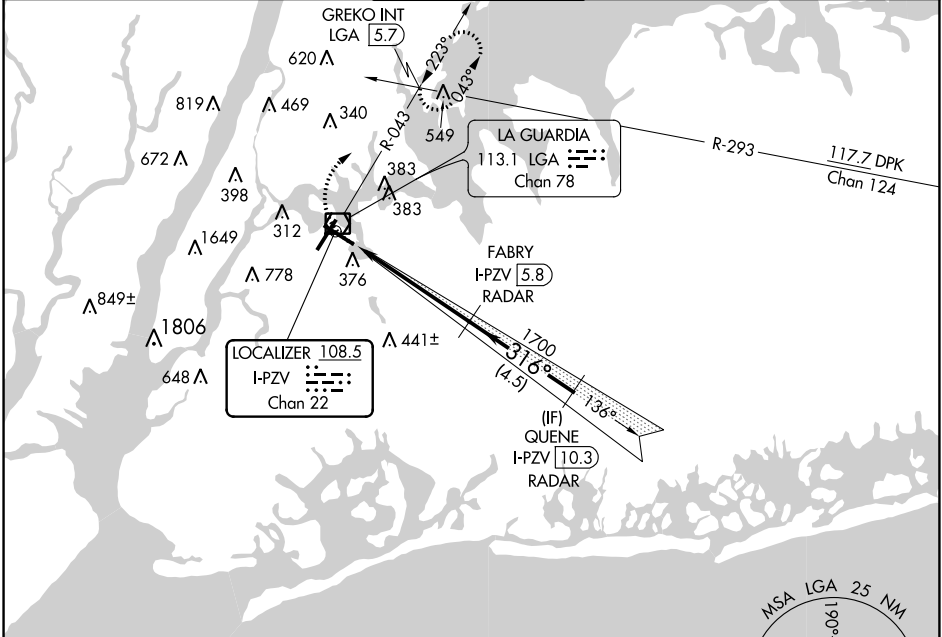 GREKO INT
LGA 5.7
620
223°
043°
819
469
340
549
R-043
LA GUARDIA
113.1 LGA
Chan 78
R-293
117.7 DPK
Chan 124
672
398
383
383
312
1649
376
778
FABRY
I-PZV 5.8
RADAR
849±
1806
441±
1700
316°
(4.5)
LOCALIZER 108.5
I-PZV
Chan 22
648
136°
(IF)
QUENE
I-PZV 10.3
RADAR
MSA LGA 25 NM
190°